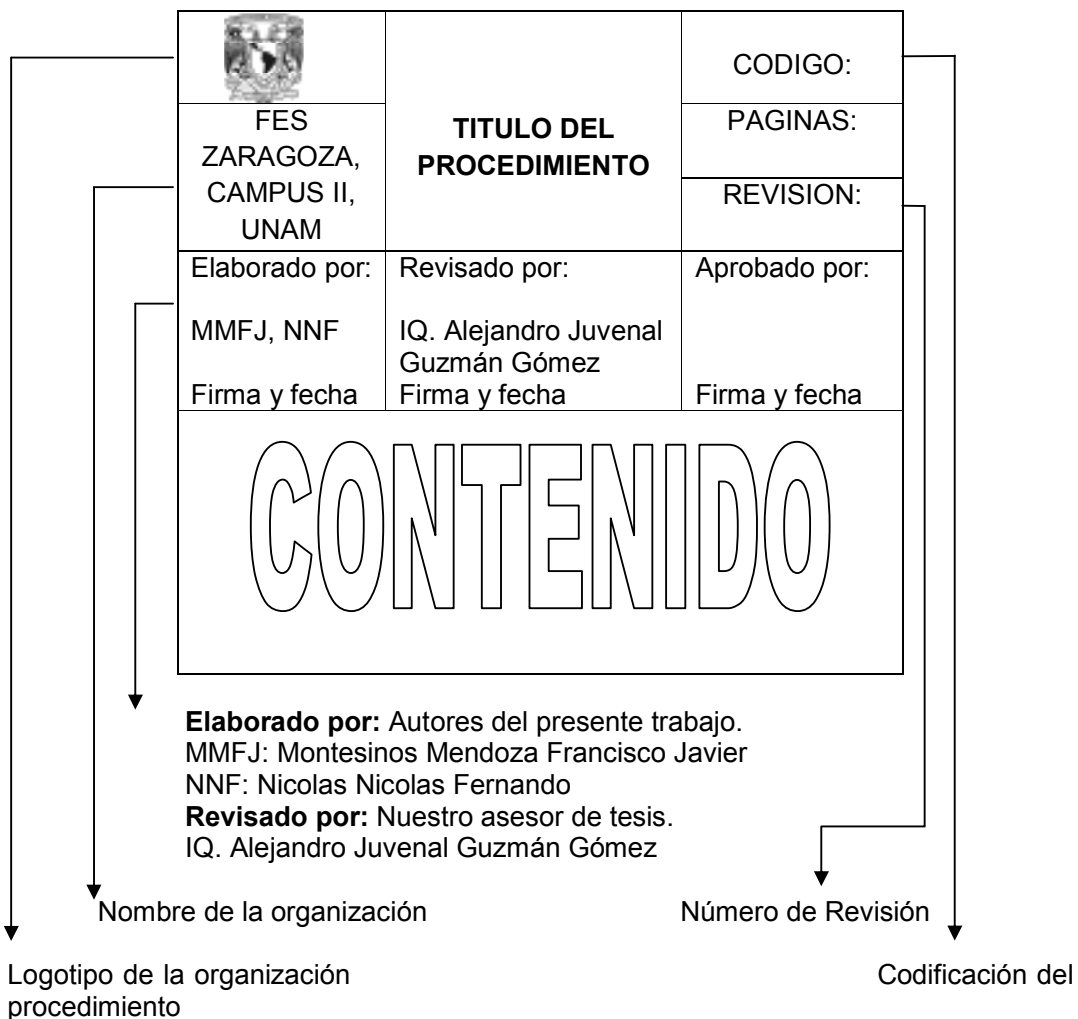 CODIGO:
FES
ZARAGOZA,
CAMPUS II,
UNAM
TITULO DEL
PROCEDIMIENTO
PAGINAS:
REVISION:
Elaborado por:
MMFJ, NNF
Firma y fecha
Revisado por:
IQ. Alejandro Juvenal
Guzmán Gómez
Firma y fecha
Aprobado por:
Firma y fecha
CONTENIDO
Elaborado por: Autores del presente trabajo.
MMFJ: Montesinos Mendoza Francisco Javier
NNF: Nicolas Nicolas Fernando
Revisado por: Nuestro asesor de tesis.
IQ. Alejandro Juvenal Guzmán Gómez
Nombre de la organización
Número de Revisión
Logotipo de la organización
Codificación del
procedimiento